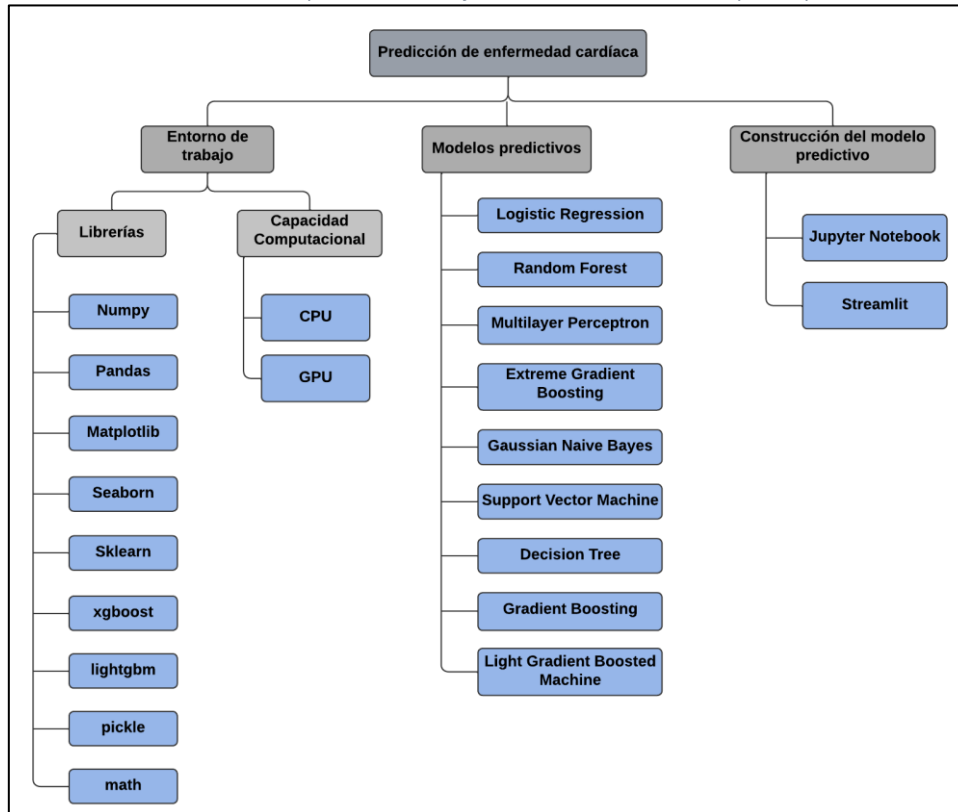 Predicción de enfermedad cardíaca
Entorno de
trabajo
Modelos predictivos
Construcción del modelo
predictivo
Librerías
Capacidad
Computacional
Numpy
Pandas
Matplotlib
Seaborn
Sklearn
xgboost
lightgbm
pickle
math
CPU
GPU
Logistic Regression
Random Forest
Multilayer Perceptron
Extreme Gradient
Boosting
Gaussian Naive Bayes
Support Vector Machine
Decision Tree
Gradient Boosting
Light Gradient Boosted
Machine
Jupyter Notebook
Streamlit